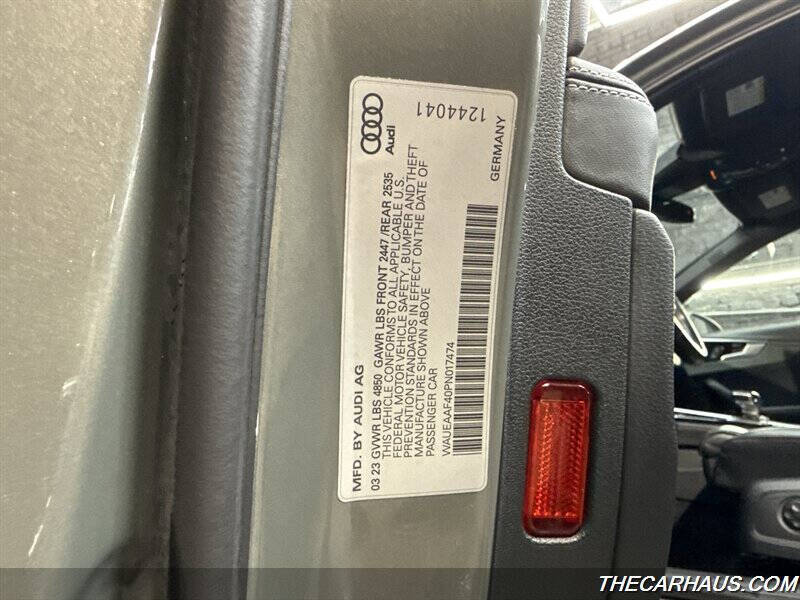 MFD. BY AUDI AG
03 23 GVWR LBS 4850 GAWR LBS FRONT 2447 /REAR 2535
THIS VEHICLE CONFORMS TO ALL APPLICABLE U.S.
FEDERAL MOTOR VEHICLE SAFETY, BUMPER AND THEFT
PREVENTION STANDARDS IN EFFECT ON THE DATE OF
MANUFACTURE SHOWN ABOVE
PASSENGER CAR
WAUEAAF40PN017474
Audi
1244041
GERMANY
THECARHAUS.COM